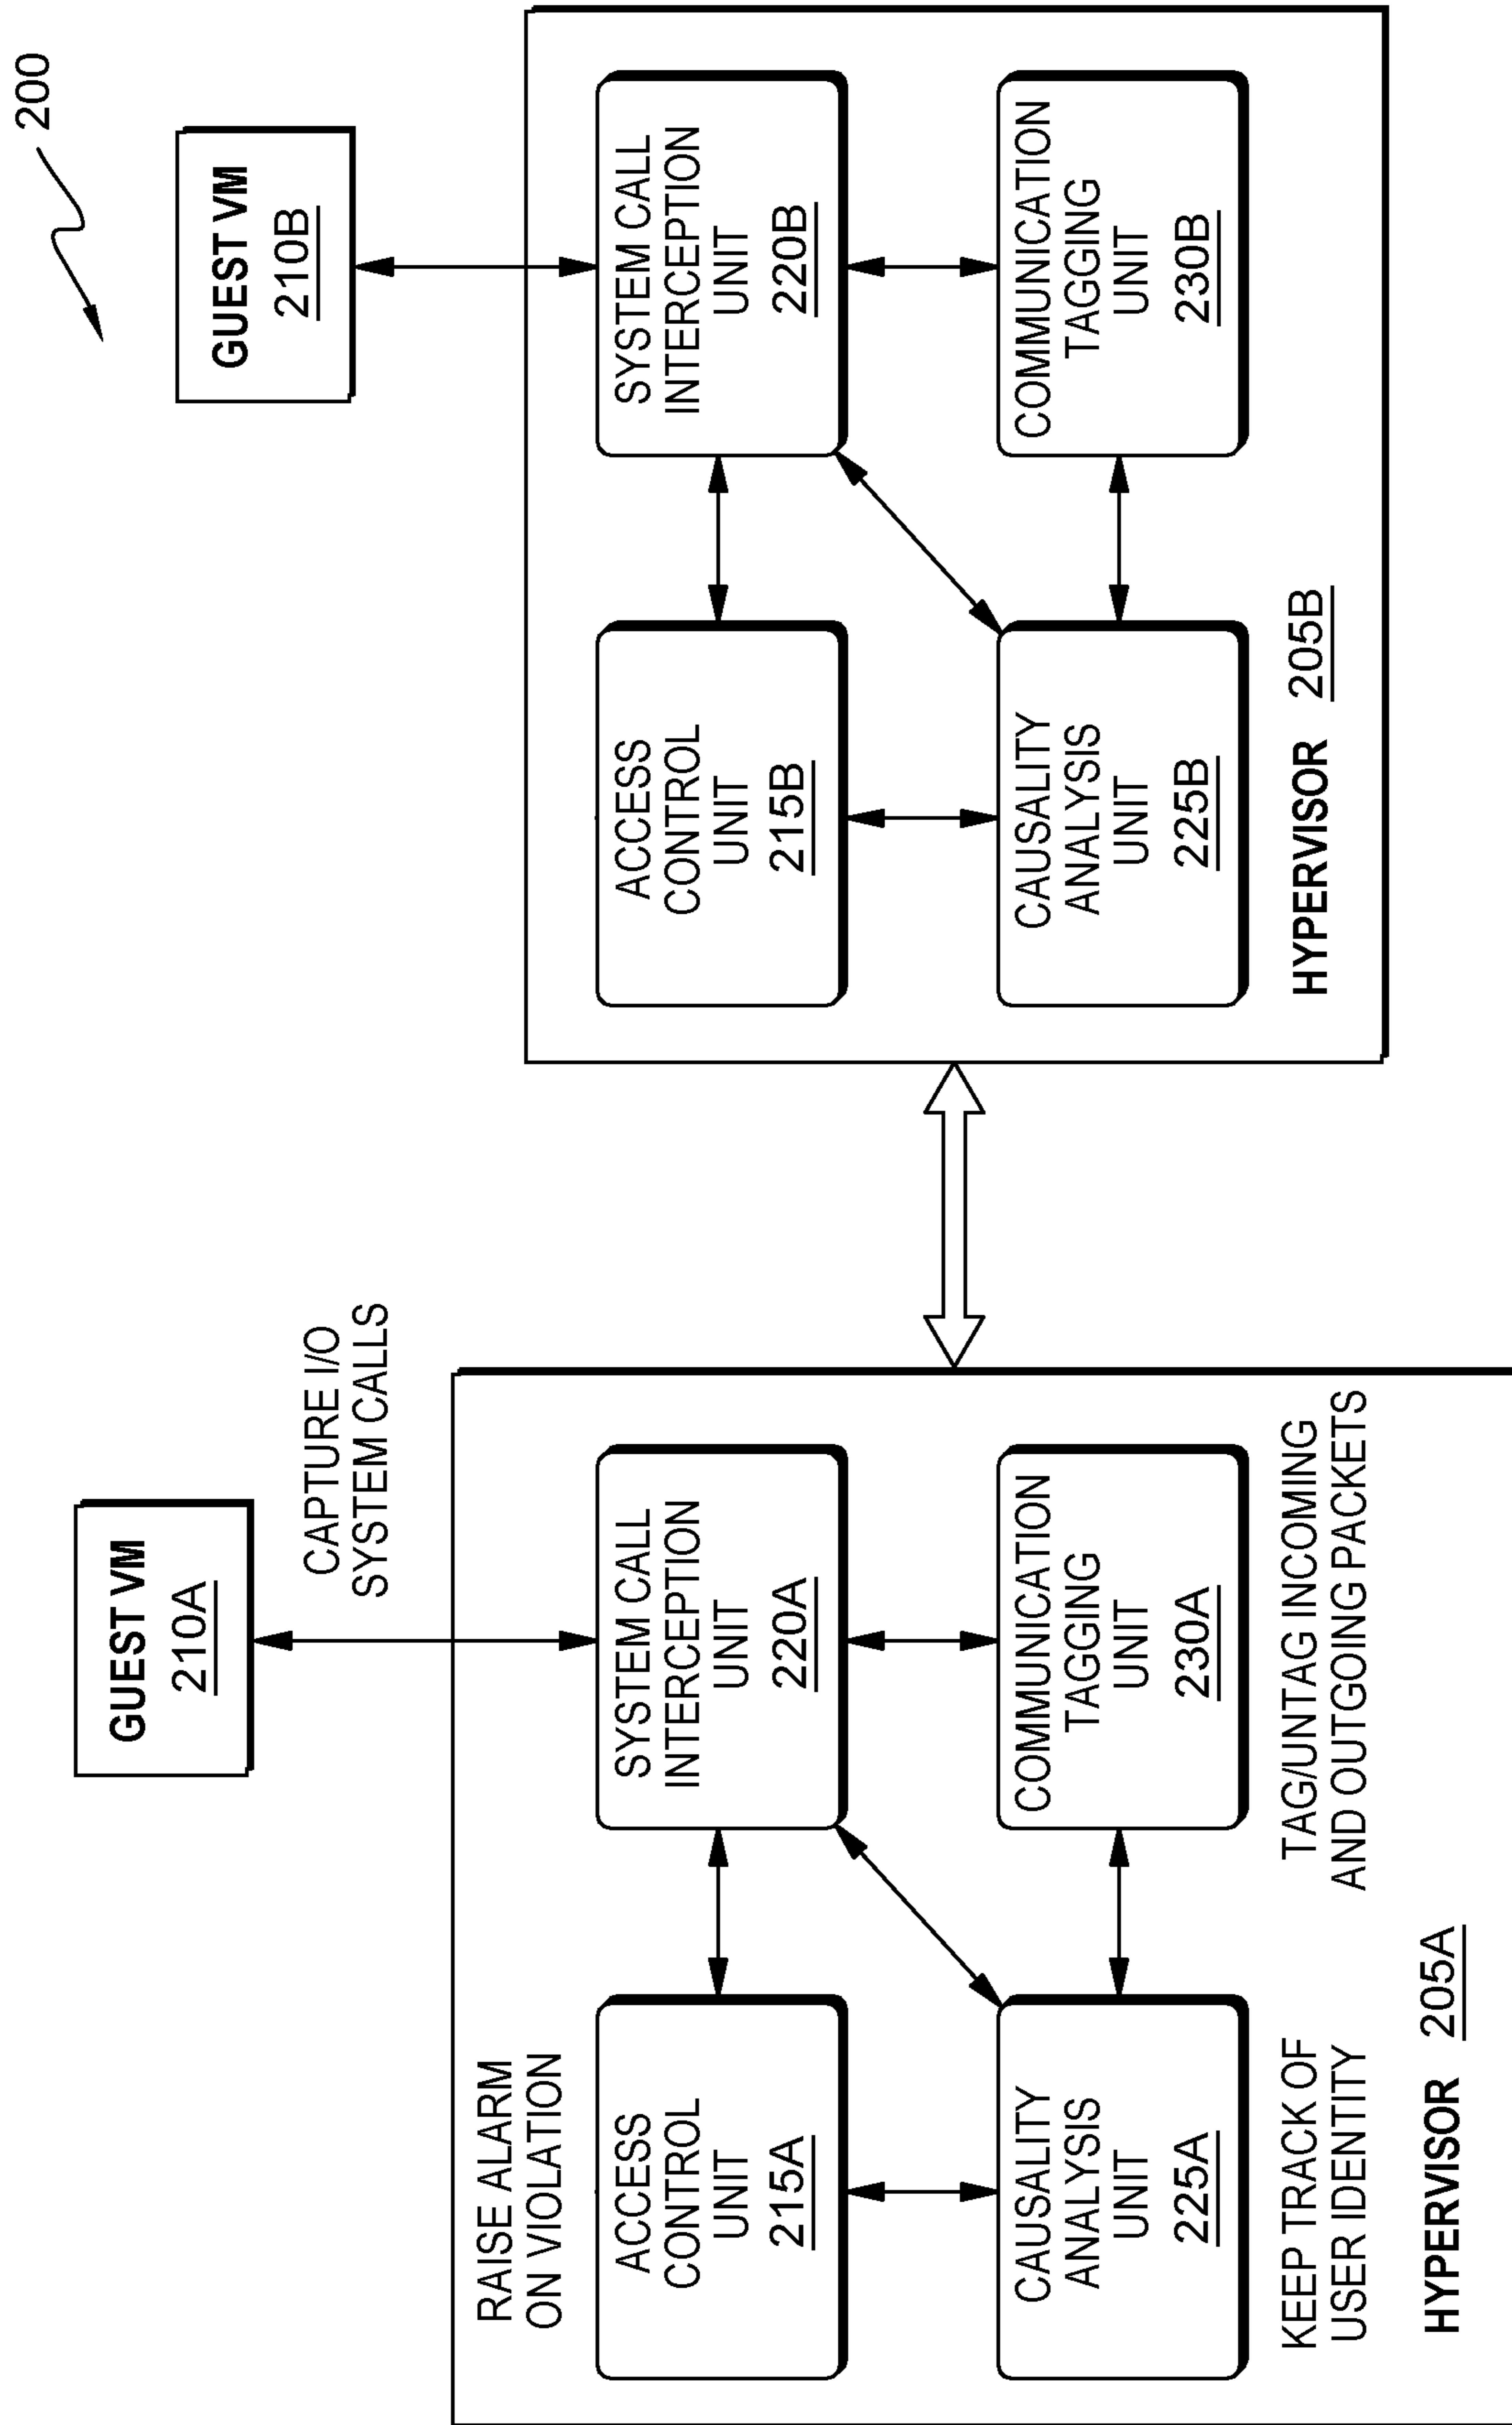 200
GUEST VM
210A
CAPTURE I/O
SYSTEM CALLS
RAISE ALARM
ON VIOLATION
ACCESS
CONTROL
UNIT
215A
SYSTEM CALL
INTERCEPTION
UNIT
220A
CAUSALITY
ANALYSIS
UNIT
225A
COMMUNICATION
TAGGING
UNIT
230A
KEEP TRACK OF
USER IDENTITY
TAG/UNTAG INCOMING
AND OUTGOING PACKETS
HYPERVISOR 205A
GUEST VM
210B
ACCESS
CONTROL
UNIT
215B
SYSTEM CALL
INTERCEPTION
UNIT
220B
CAUSALITY
ANALYSIS
UNIT
225B
COMMUNICATION
TAGGING
UNIT
230B
HYPERVISOR 205B